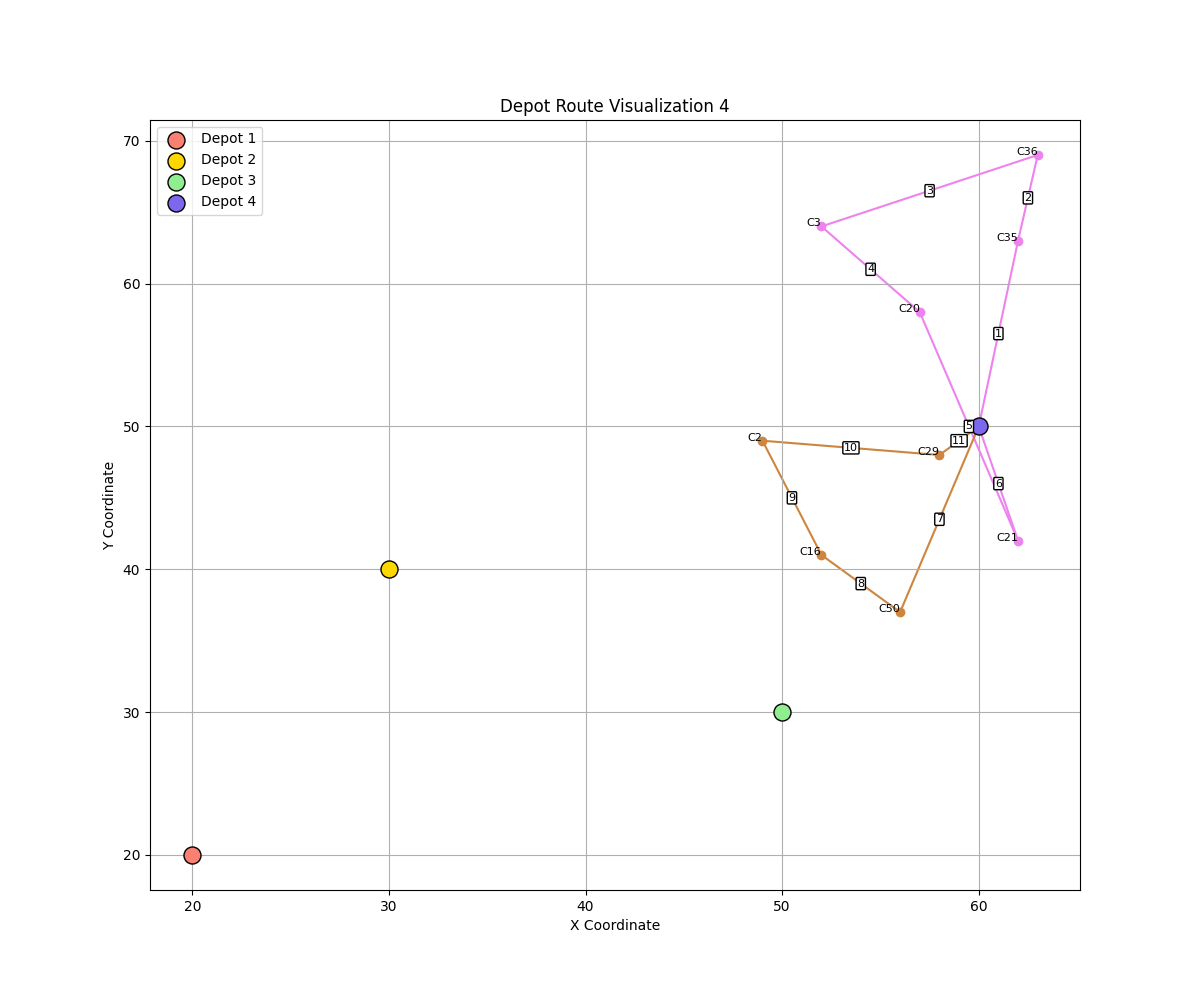 Depot Route Visualization 4
Depot 1
Depot 2
Depot 3
Depot 4
Y Coordinate
70
60
50
40
30
20
C36
3
2
C3
C35
4
C20
1
5
C2
11
10
C29
6
9
7
C21
C16
8
C50
20
30
40
50
60
X Coordinate